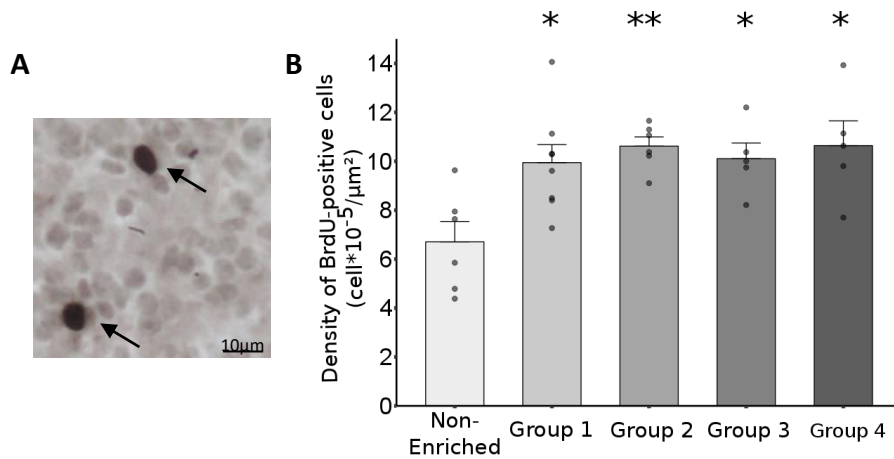 A
10µm
B
* ** * *
Density of BrdU-positive cells
(cell*10⁻⁵/µm²)
14
12
10
8
6
4
2
0
Non-
Enriched
Group 1
Group 2
Group 3
Group 4